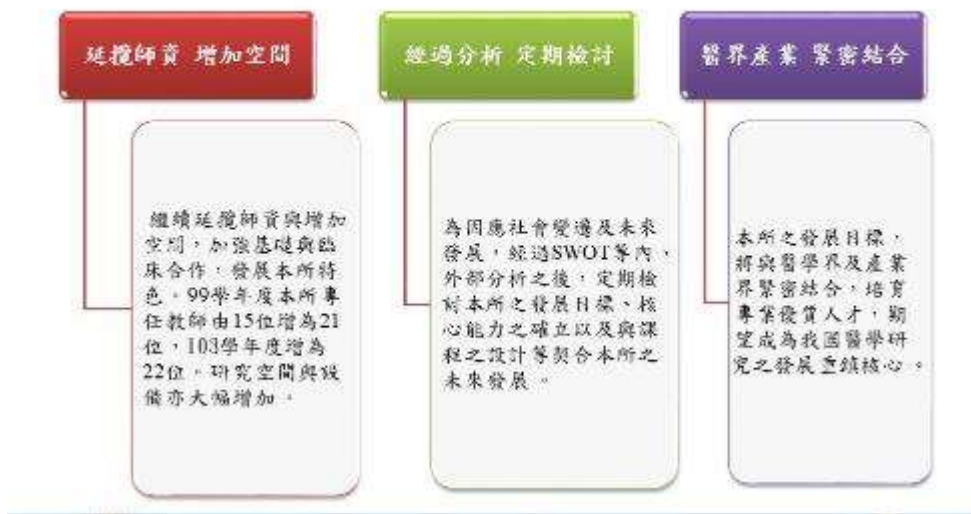 延攬師資 增加空間
繼續延攬師資與增加
空間，加強基礎與臨
床合作，發展本所特
色。99學年度本所專
任教師由15位增為21
位，103學年度增為
22位。研究空間與設
備亦大幅增加。
經過分析 定期檢討
為因應社會變遷及未來
發展，經過SWOT等內、
外部分析之後，定期檢
討本所之發展目標、核
心能力之確立以及與課
程之設計等契合本所之
未來發展。
醫界產業 緊密結合
本所之發展目標，
將與醫學界及產業
界緊密結合，培育
專業優質人才，期
望成為我國醫學研
究之發展重鎮核心。